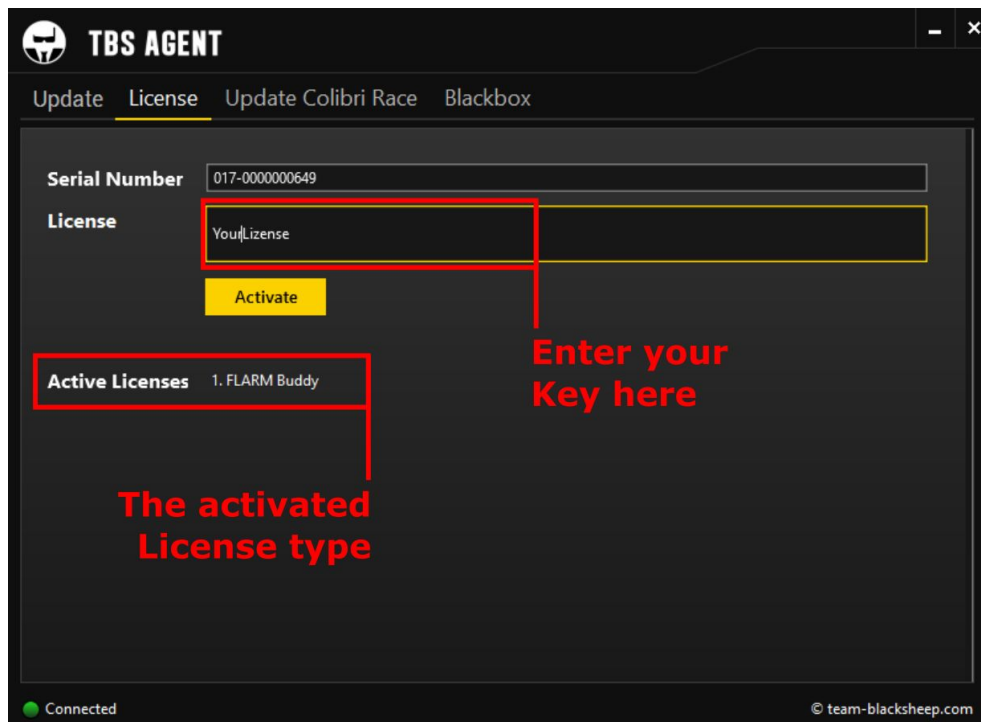 TBS AGENT
Update License Update Colibri Race Blackbox
Serial Number 017-0000000649
License YourLizense
Activate
Enter your
Key here
Active Licenses 1. FLARM Buddy
The activated
License type
Connected © team-blacksheep.com